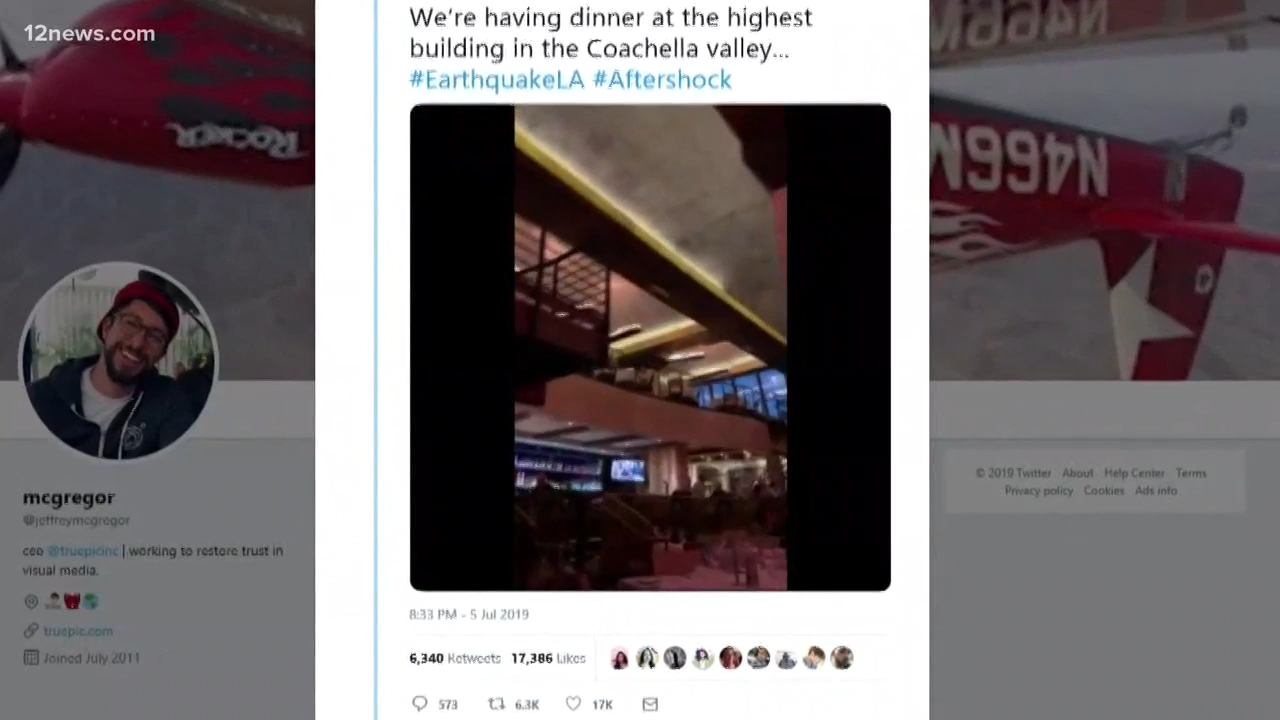 12news.com
We're having dinner at the highest
building in the Coachella valley...
#EarthquakeLA #Aftershock
ROCKER
N466M
N466M
mcgregor
@jeffreymcgregor
ceo @truepicinc | working to restore trust in
visual media.
truepic.com
Joined July 2011
© 2019 Twitter About Help Center Terms
Privacy policy Cookies Ads info
8:33 PM - 5 Jul 2019
6,340 Retweets 17,386 Likes
573 6.3K 17K